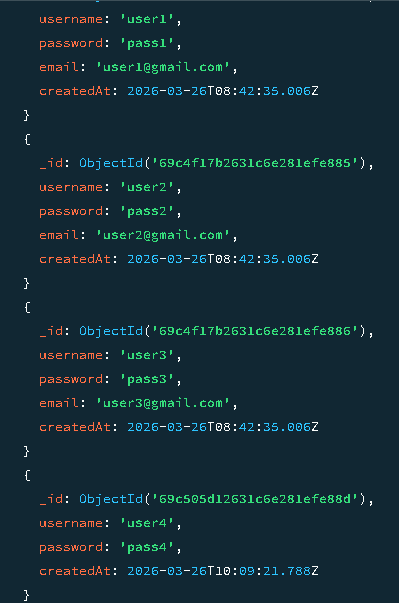 username: 'user1',
password: 'pass1',
email: 'user1@gmail.com',
createdAt: 2026-03-26T08:42:35.006Z
}
{
_id: ObjectId('69c4f17b2631c6e281efe885'),
username: 'user2',
password: 'pass2',
email: 'user2@gmail.com',
createdAt: 2026-03-26T08:42:35.006Z
}
{
_id: ObjectId('69c4f17b2631c6e281efe886'),
username: 'user3',
password: 'pass3',
email: 'user3@gmail.com',
createdAt: 2026-03-26T08:42:35.006Z
}
{
_id: ObjectId('69c505d12631c6e281efe88d'),
username: 'user4',
password: 'pass4',
createdAt: 2026-03-26T10:09:21.788Z
}